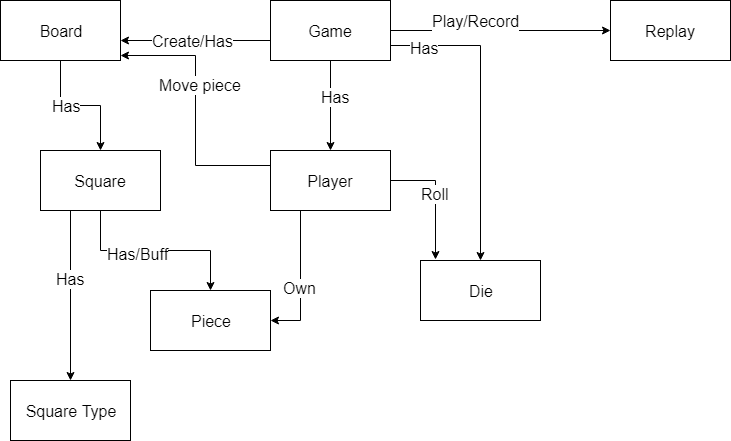 Board
Game
Replay
Play/Record
Create/Has
Has
Move piece
Has
Has
Square
Player
Roll
Has/Buff
Has
Own
Die
Piece
Square Type